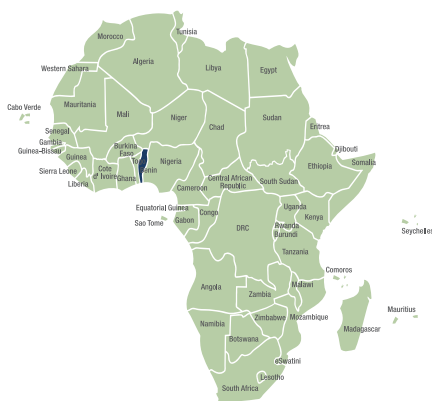 Tunisia
Morocco
Algeria
Libya
Egypt
Western Sahara
Mauritania
Mali
Niger
Chad
Sudan
Eritrea
Cabo Verde
Senegal
Gambia
Guinea-Bissau
Guinea
Sierra Leone
Liberia
Cote
d' Ivoire
Burkina
Faso
Ghana
To
enin
Nigeria
Djibouti
Somalia
Ethiopia
Central African
Republic
South Sudan
Cameroon
Equatorial Guinea
Sao Tome
Gabon
Congo
DRC
Uganda
Kenya
Rwanda
Burundi
Tanzania
Seychelles
Comoros
Angola
Zambia
Malawi
Mozambique
Zimbabwe
Namibia
Botswana
Madagascar
Mauritius
eSwatini
Lesotho
South Africa